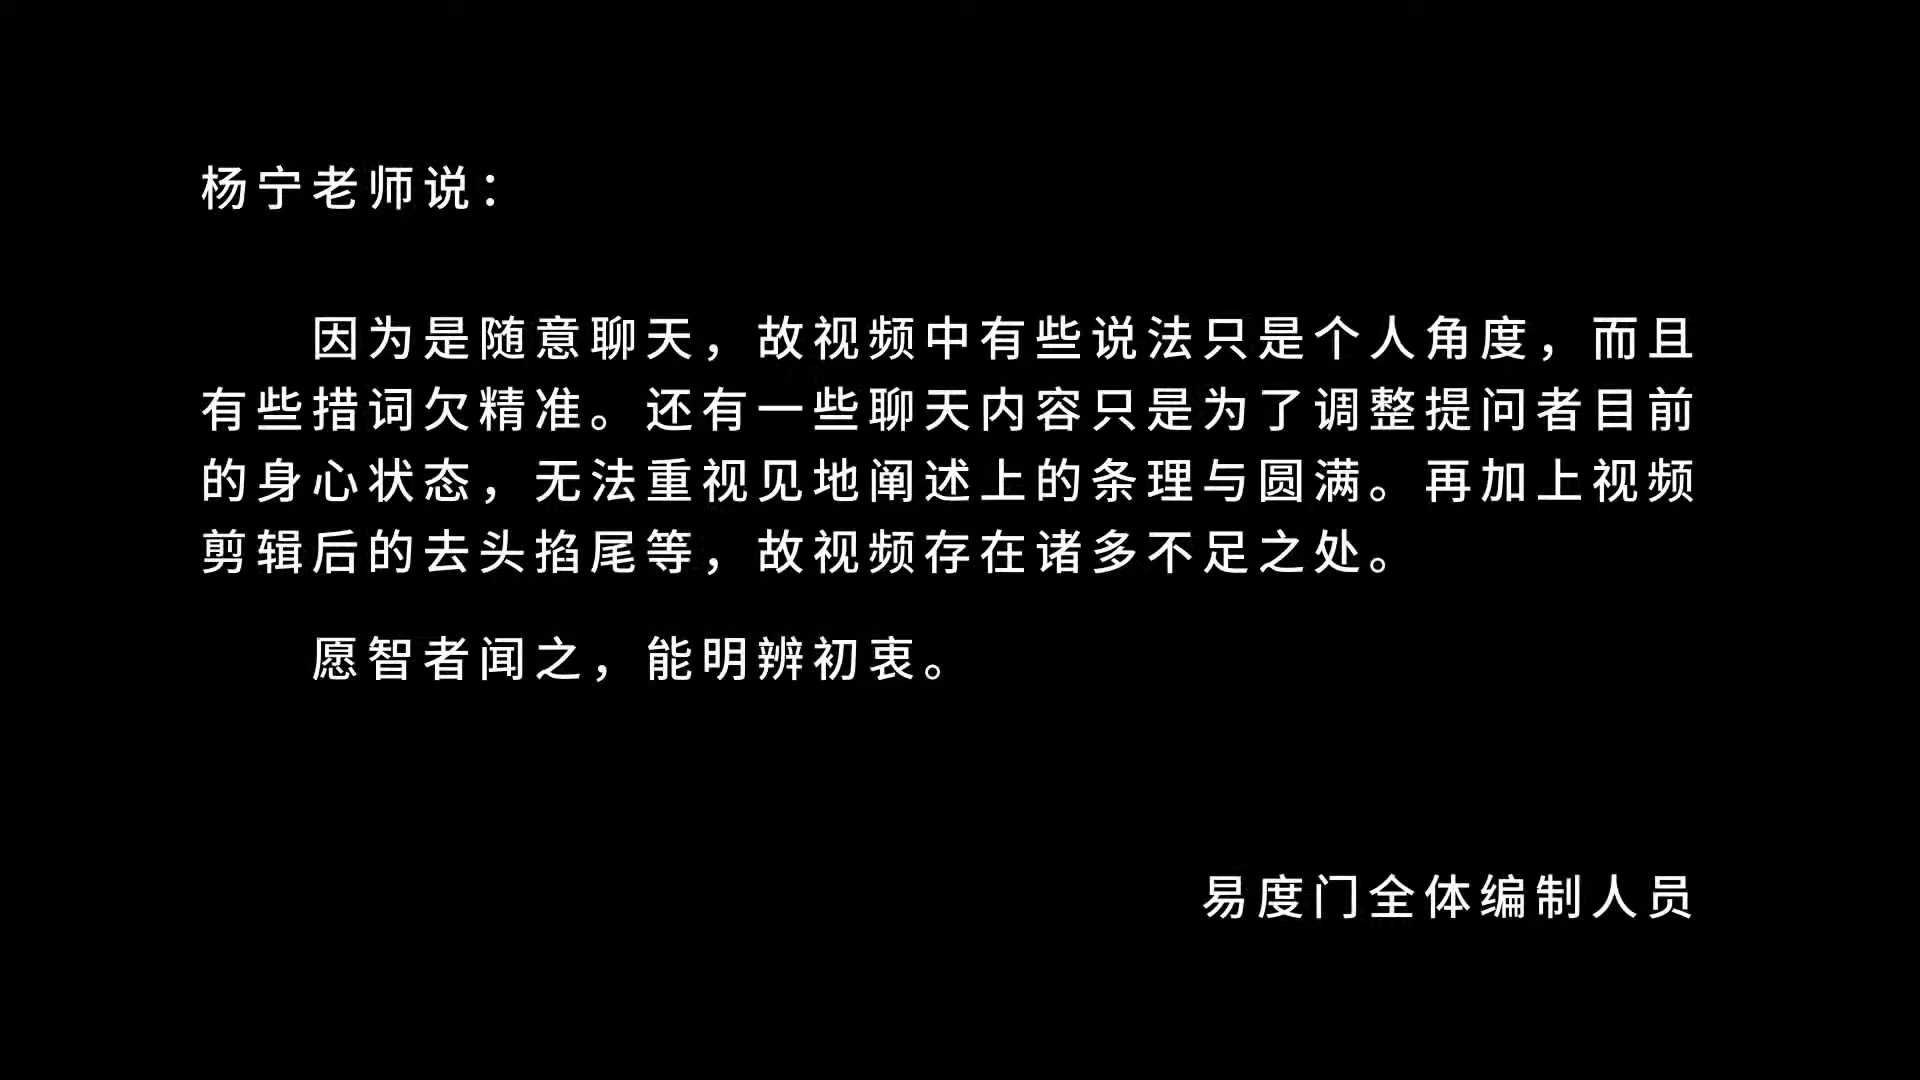 杨宁老师说：
因为是随意聊天，故视频中有些说法只是个人角度，而且
有些措词欠精准。还有一些聊天内容只是为了调整提问者目前
的身心状态，无法重视见地阐述上的条理与圆满。再加上视频
剪辑后的去头掐尾等，故视频存在诸多不足之处。
愿智者闻之，能明辨初衷。
易度门全体编制人员